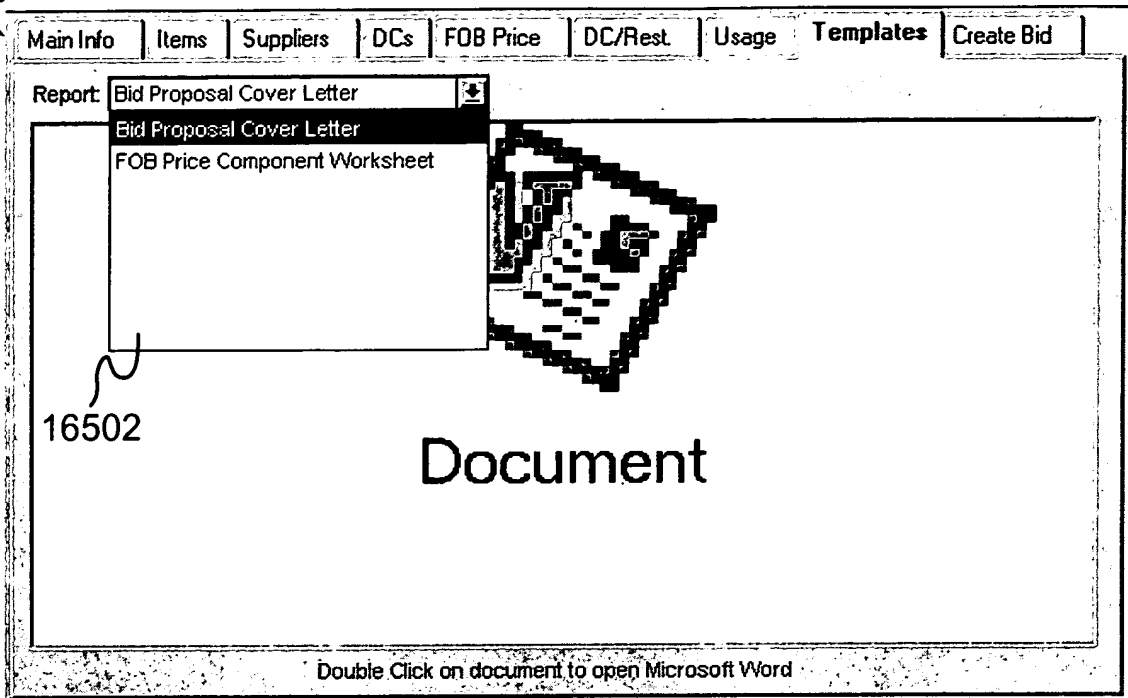 Main Info Items Suppliers DCs FOB Price DC/Rest. Usage Templates Create Bid
Report: Bid Proposal Cover Letter
Bid Proposal Cover Letter
FOB Price Component Worksheet
16502
Document
Double Click on document to open Microsoft Word